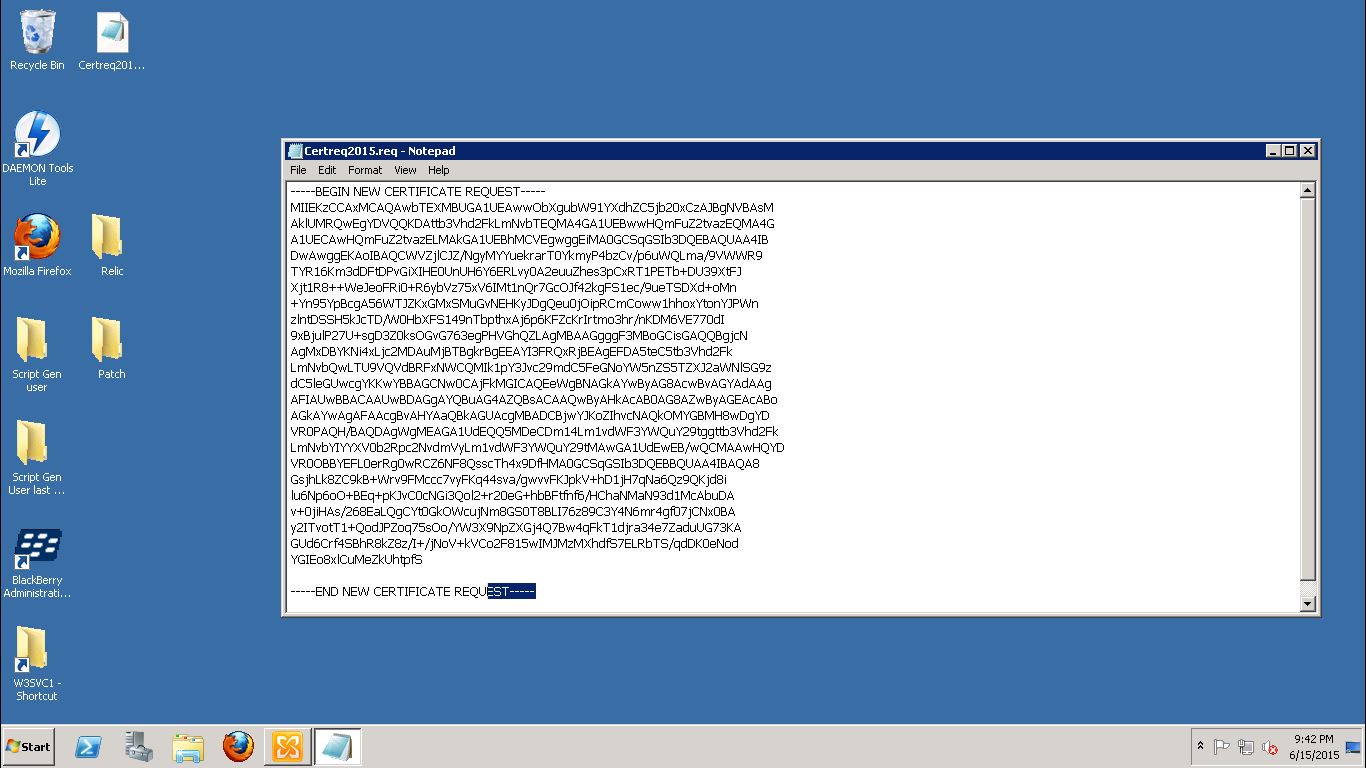 Recycle Bin
Certreq201...
DAEMON Tools
Lite
Mozilla Firefox
Relic
Script Gen
user
Patch
Script Gen
User last ...
BlackBerry
Administrati...
W3SVC1 -
Shortcut
Certreq2015.req - Notepad
File Edit Format View Help
-----BEGIN NEW CERTIFICATE REQUEST-----
MIIEKzCCAxMCAQAwbTEXMBUGA1UEAwwObXgubW91YXdhZC5jb20xCzAJBgNVBAsM
AklUMRQwEgYDVQQKDAttb3Vhd2FkLmNvbTEQMA4GA1UEBwwHQmFuZ2tvazEQMA4G
A1UECAwHQmFuZ2tvazELMAkGA1UEBhMCVEgwggEiMA0GCSqGSIb3DQEBAQUAA4IB
DwAwggEKAoIBAQCWVZjlCJZ/NgyMYYuekrarT0YkmyP4bzCv/p6uWQLma/9VWWR9
TYR16Km3dDFtDPvGiXIHE0UnUH6Y6ERLvy0A2euuZhes3pCxRT1PETb+DU39XtFJ
Xjt1R8++WeJeoFRi0+R6ybVz75xV6IMt1nQr7GcOJf42kgFS1ec/9ueTSDXd+oMn
+Yn95YpBcgA56WTJZKxGMxSMuGvNEHKyJDgQeu0jOipRCmCoww1hhoxYtonYJPWn
zlntDSSH5kJcTD/W0HbXFS149nTbpthxAj6p6KFZcKrIrtmo3hr/nKDM6VE770dI
9xBjulP27U+sgD3Z0ksOGvG763egPHVGhQZLAgMBAAGgggF3MBoGCisGAQQBgjcN
AgMxDBYKNi4xLjc2MDAuMjBTBgkrBgEEAYI3FRQxRjBEAgEFDA5teC5tb3Vhd2Fk
LmNvbQwLTU9VQVdBRFxNWCQMIk1pY3Jvc29mdC5FeGNoYW5nZS5TZXJ2aWNlSG9z
dC5leGUwcgYKKwYBBAGCNw0CAjFkMGICAQEeWgBNAGkAYwByAG8AcwBvAGYAdAAg
AFIAUwBBACAAUwBDAGgAYQBuAG4AZQBsACAAQwByAHkAcAB0AG8AZwByAGEAcABo
AGkAYwAgAFAAcgBvAHYAaQBkAGUAcgMBADCBjwYJKoZIhvcNAQkOMYGBMH8wDgYD
VR0PAQH/BAQDAgWgMEAGA1UdEQQ5MDeCDm14Lm1vdWF3YWQuY29tggttb3Vhd2Fk
LmNvbYIYYXV0b2Rpc2NvdmVyLm1vdWF3YWQuY29tMAwGA1UdEwEB/wQCMAAwHQYD
VR0OBBYEFL0erRg0wRCZ6NF8QsscTh4x9DfHMA0GCSqGSIb3DQEBBQUAA4IBAQA8
GsjhLk8ZC9kB+Wrv9FMccc7vyFKq44sva/gwvvFKJpkV+hD1jH7qNa6Qz9QKjd8i
lu6Np6oO+BEq+pKJvC0cNGi3Qol2+r20eG+hbBFtfnf6/HChaNMaN93d1McAbuDA
v+0jiHAs/268EaLQgCYt0GkOWcujNm8GS0T8BLI76z89C3Y4N6mr4gf07jCNx0BA
y2ITvotT1+QodJPZoq75sOo/YW3X9NpZXGj4Q7Bw4qFkT1djra34e7ZaduUG73KA
GUd6Crf4SBhR8kZ8z/I+/jNoV+kVCo2F815wIMJMzMXhdfS7ELRbTS/qdDK0eNod
YGIEo8xlCuMeZkUhtpfS
-----END NEW CERTIFICATE REQUEST-----
Start
9:42 PM
6/15/2015